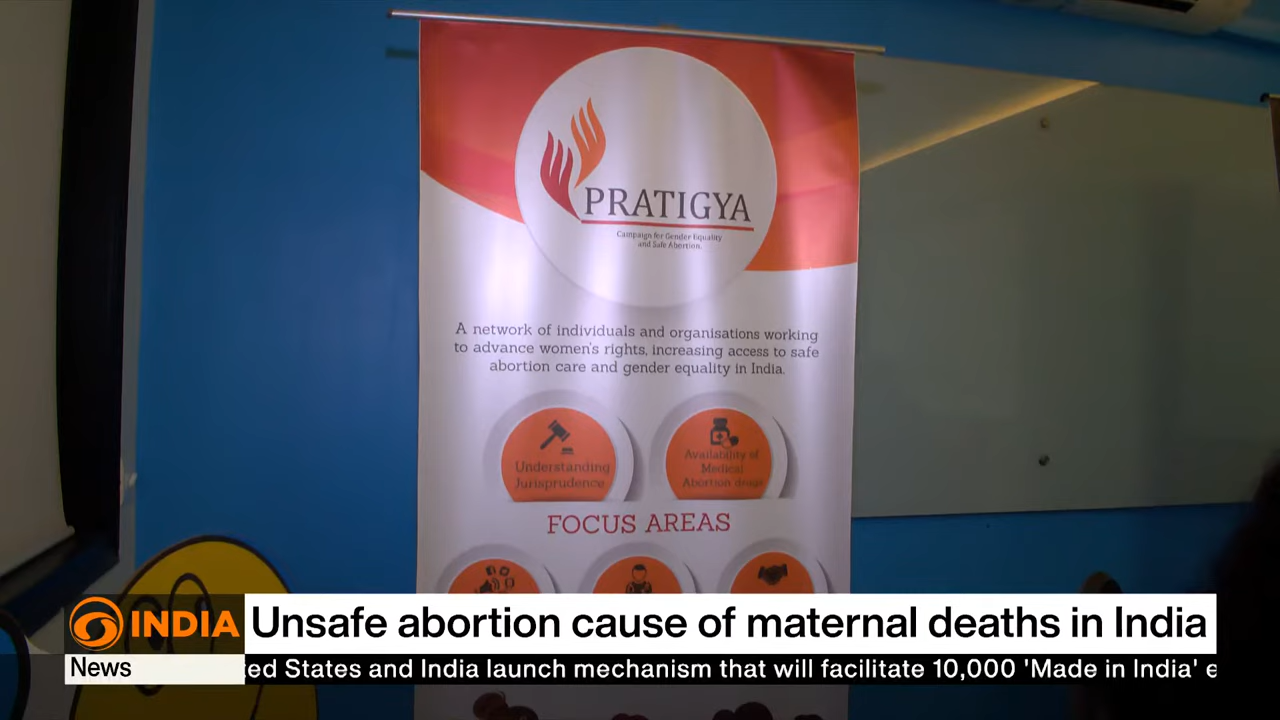 PRATIGYA
Campaign for Gender Equality
and Safe Abortion.
A network of individuals and organisations working
to advance women's rights, increasing access to safe
abortion care and gender equality in India.
Understanding
Jurisprudence
Availability of
Medical
Abortion drugs
FOCUS AREAS
INDIA
Unsafe abortion cause of maternal deaths in India
News
ted States and India launch mechanism that will facilitate 10,000 'Made in India' e